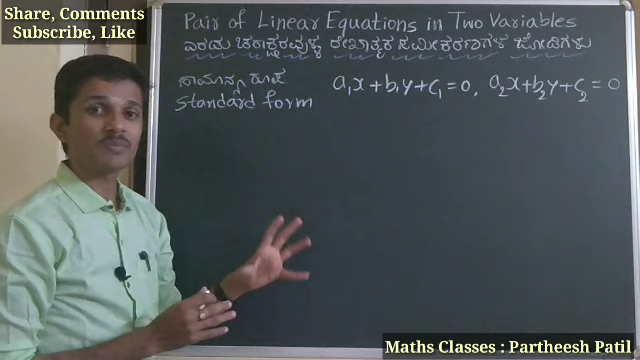 Share, Comments
Subscribe, Like
Pair of Linear Equations in Two Variables
ಎರಡು ಚರಾಕ್ಷರವುಳ್ಳ ರೇಖಾತ್ಮಕ ಸಮೀಕರಣಗಳ ಜೋಡಿಗಳು
ಸಾಮಾನ್ಯ ರೂಪ a₁x+b₁y+c₁=0, a₂x+b₂y+c₂=0
Standard form
Maths Classes : Partheesh Patil